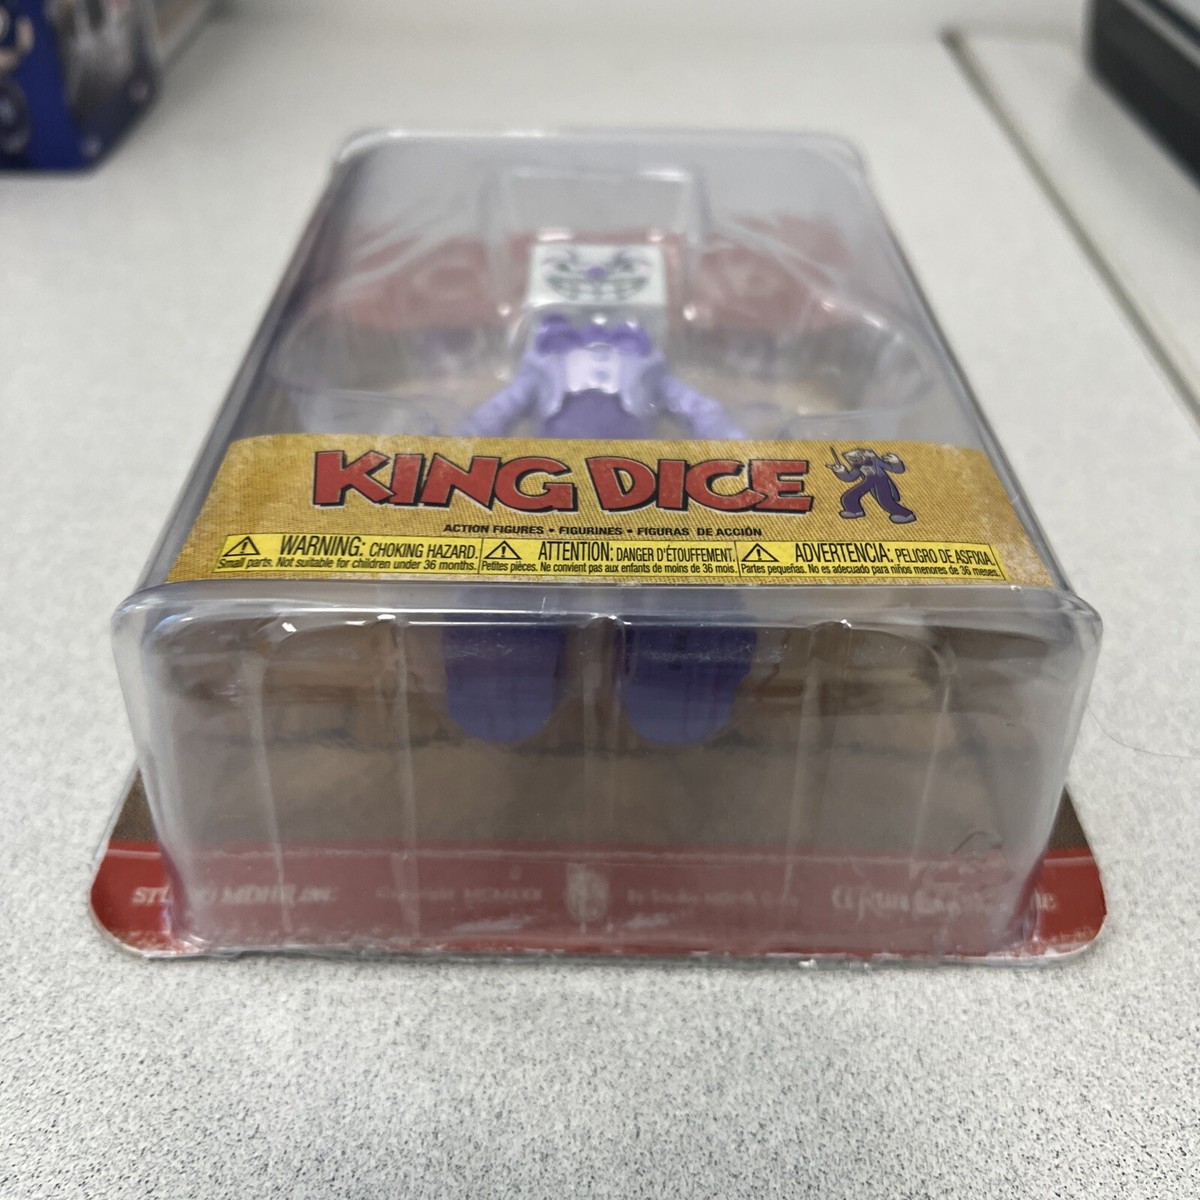 KING DICE
ACTION FIGURES • FIGURINES • FIGURAS DE ACCIÓN
WARNING: CHOKING HAZARD.
Small parts. Not suitable for children under 36 months.
ATTENTION: DANGER D'ÉTOUFFEMENT.
Petites pièces. Ne convient pas aux enfants de moins de 36 mois.
ADVERTENCIA: PELIGRO DE ASFIXIA.
Partes pequeñas. No es adecuado para niños menores de 36 meses.